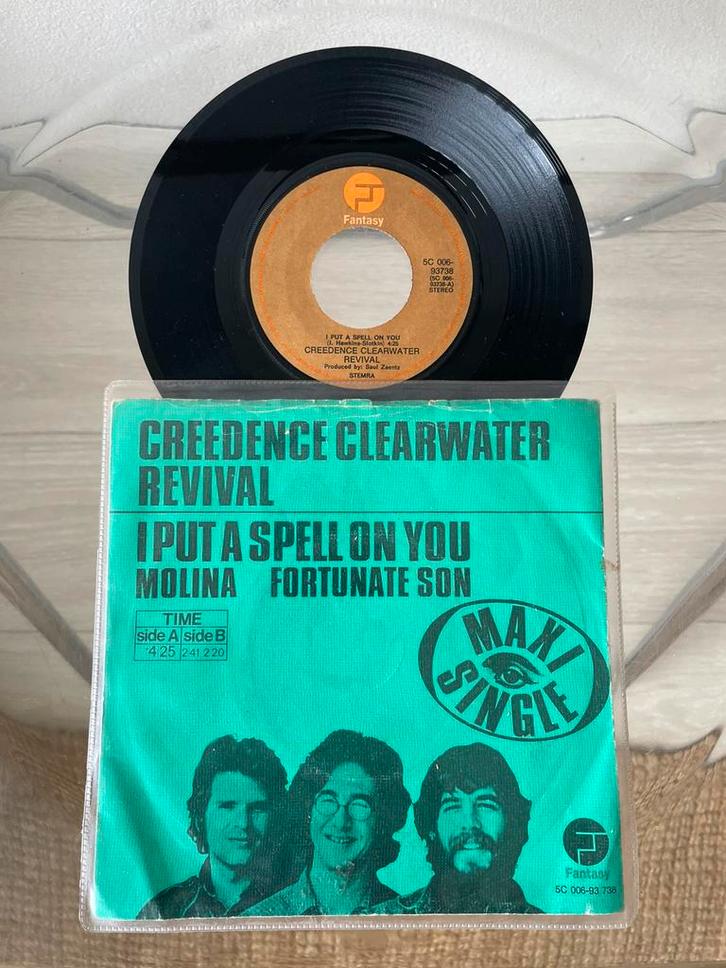 Fantasy
5C 006-
93738
(5C 006-
93738-A)
STEREO
I PUT A SPELL ON YOU
(J. Hawkins-Slotkin) 4:25
CREEDENCE CLEARWATER
REVIVAL
Produced by: Saul Zaentz
STEMRA
CREEDENCE CLEARWATER
REVIVAL
I PUT A SPELL ON YOU
MOLINA FORTUNATE SON
TIME
side A side B
4 25 2 41 2 20
MAXI
SINGLE
Fantasy
5C 006-93 738